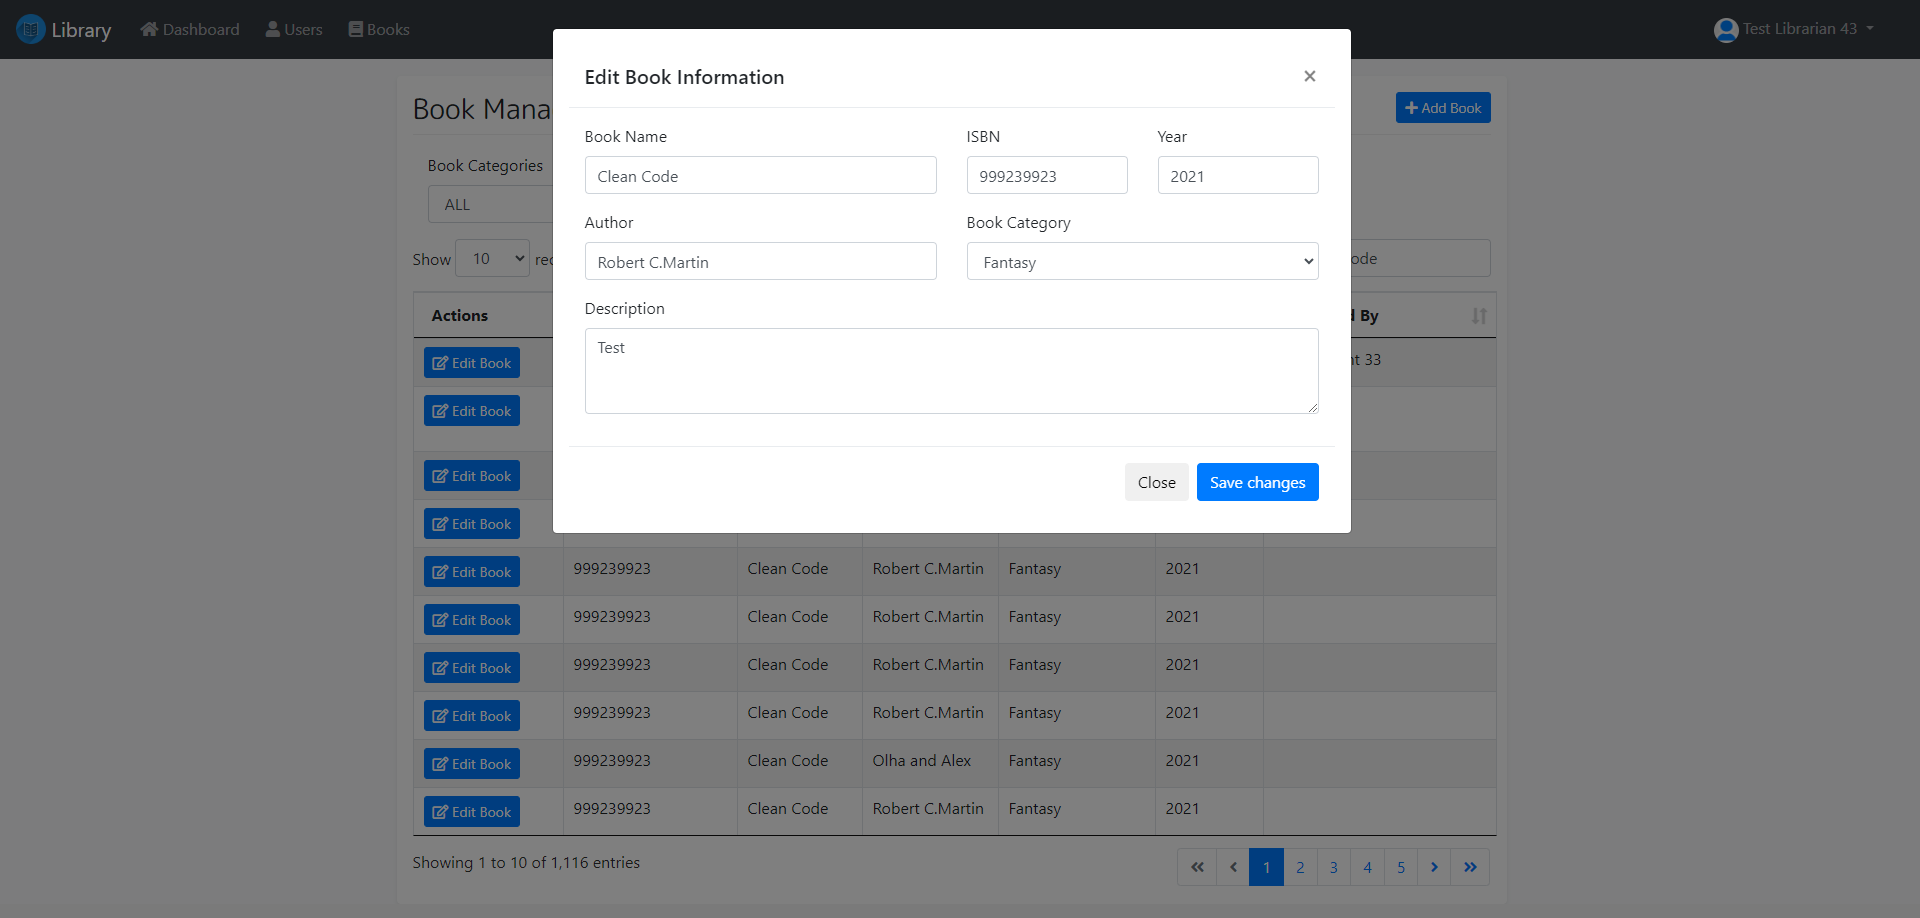 Library Dashboard Users Books Test Librarian 43
Edit Book Information ×
Book Mana Add Book
Book Name ISBN Year
Book Categories
Clean Code 999239923 2021
ALL
Author Book Category
Show 10 rec Robert C.Martin Fantasy ode
Description
Actions d By
Test
Edit Book nt 33
Edit Book
Edit Book
Close Save changes
Edit Book
Edit Book 999239923 Clean Code Robert C.Martin Fantasy 2021
Edit Book 999239923 Clean Code Robert C.Martin Fantasy 2021
Edit Book 999239923 Clean Code Robert C.Martin Fantasy 2021
Edit Book 999239923 Clean Code Robert C.Martin Fantasy 2021
Edit Book 999239923 Clean Code Olha and Alex Fantasy 2021
Edit Book 999239923 Clean Code Robert C.Martin Fantasy 2021
Showing 1 to 10 of 1,116 entries « ‹ 1 2 3 4 5 › »